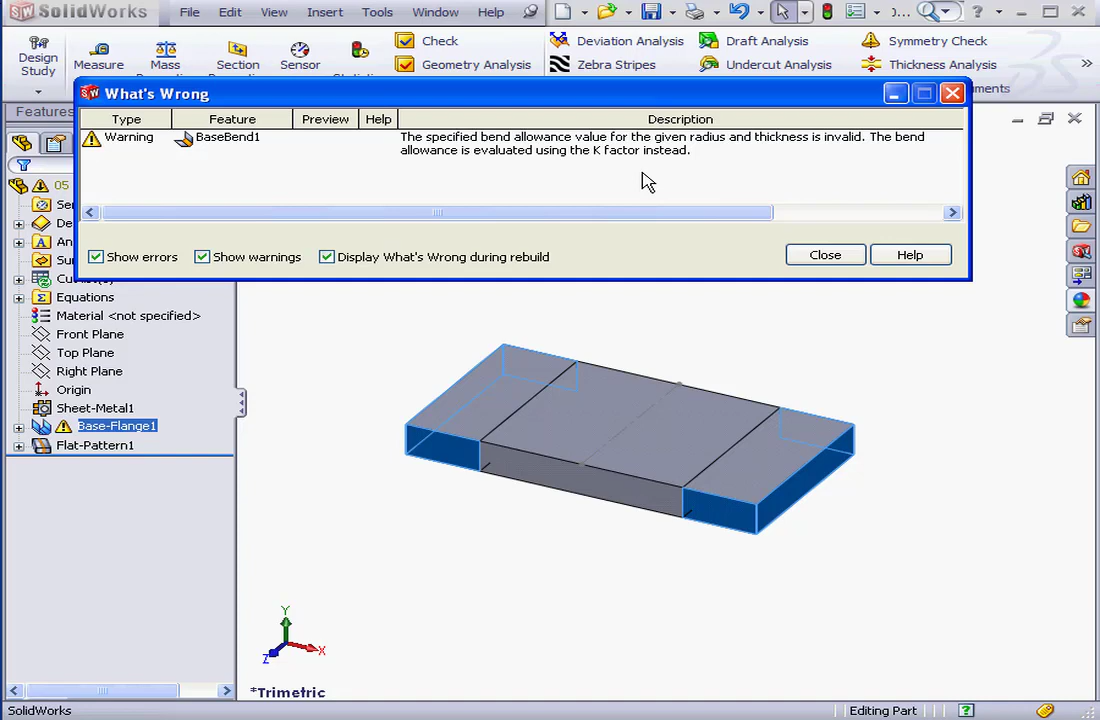 SolidWorks File Edit View Insert Tools Window Help
Check Deviation Analysis Draft Analysis Symmetry Check
Design Study Measure Mass Section Sensor Geometry Analysis Zebra Stripes Undercut Analysis Thickness Analysis
What's Wrong
Features
Type Feature Preview Help Description
Warning BaseBend1 The specified bend allowance value for the given radius and thickness is invalid. The bend
allowance is evaluated using the K factor instead.
05
Show errors Show warnings Display What's Wrong during rebuild Close Help
Equations
Material <not specified>
Front Plane
Top Plane
Right Plane
Origin
Sheet-Metal1
Base-Flange1
Flat-Pattern1
Y
X
Z
*Trimetric
SolidWorks Editing Part